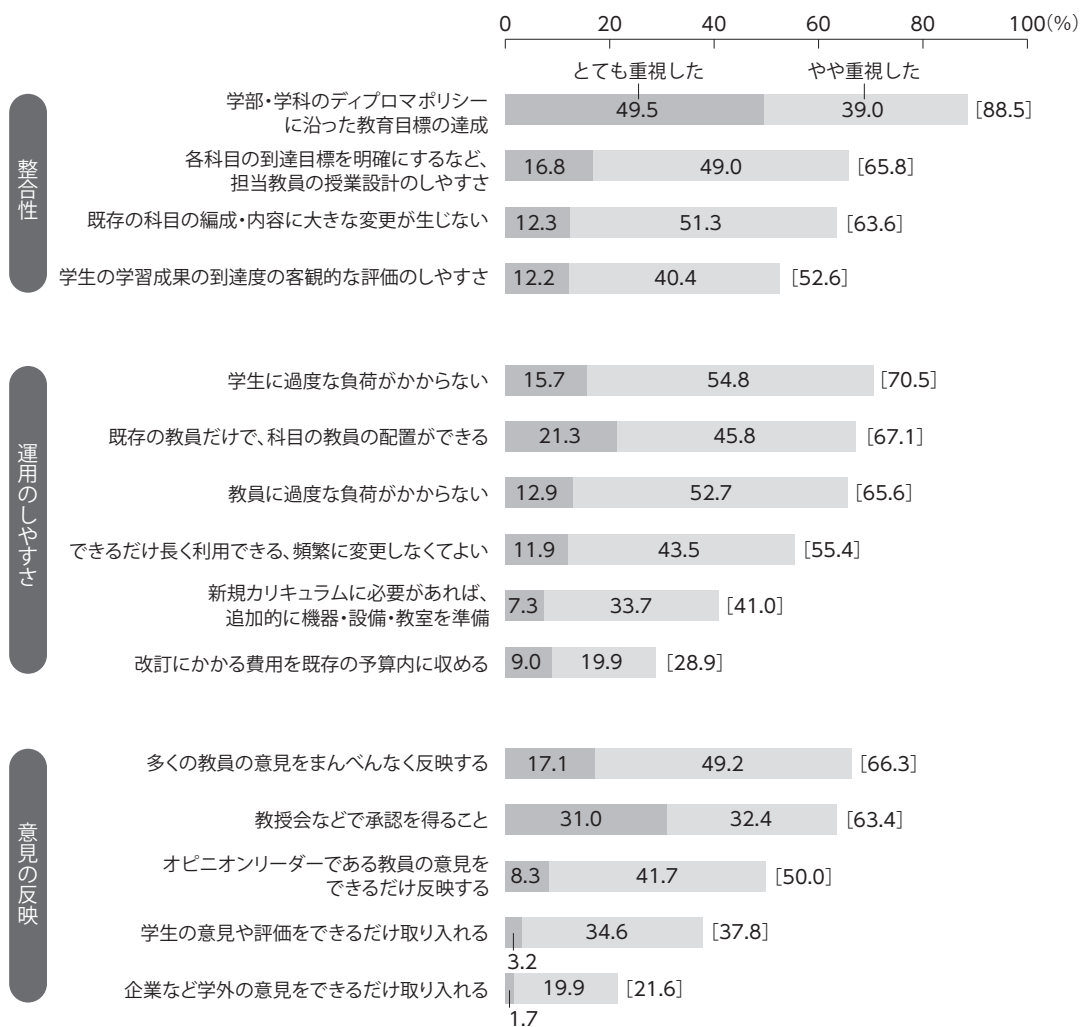 0 20 40 60 80 100(%)
とても重視した やや重視した
整合性
学部・学科のディプロマポリシー
に沿った教育目標の達成
49.5 39.0 [88.5]
各科目の到達目標を明確にするなど、
担当教員の授業設計のしやすさ
16.8 49.0 [65.8]
既存の科目の編成・内容に大きな変更が生じない 12.3 51.3 [63.6]
学生の学習成果の到達度の客観的な評価のしやすさ 12.2 40.4 [52.6]
運用のしやすさ
学生に過度な負荷がかからない 15.7 54.8 [70.5]
既存の教員だけで、科目の教員の配置ができる 21.3 45.8 [67.1]
教員に過度な負荷がかからない 12.9 52.7 [65.6]
できるだけ長く利用できる、頻繁に変更しなくてよい 11.9 43.5 [55.4]
新規カリキュラムに必要があれば、
追加的に機器・設備・教室を準備
7.3 33.7 [41.0]
改訂にかかる費用を既存の予算内に収める 9.0 19.9 [28.9]
意見の反映
多くの教員の意見をまんべんなく反映する 17.1 49.2 [66.3]
教授会などで承認を得ること 31.0 32.4 [63.4]
オピニオンリーダーである教員の意見を
できるだけ反映する
8.3 41.7 [50.0]
学生の意見や評価をできるだけ取り入れる 34.6 [37.8]
3.2
企業など学外の意見をできるだけ取り入れる 19.9 [21.6]
1.7